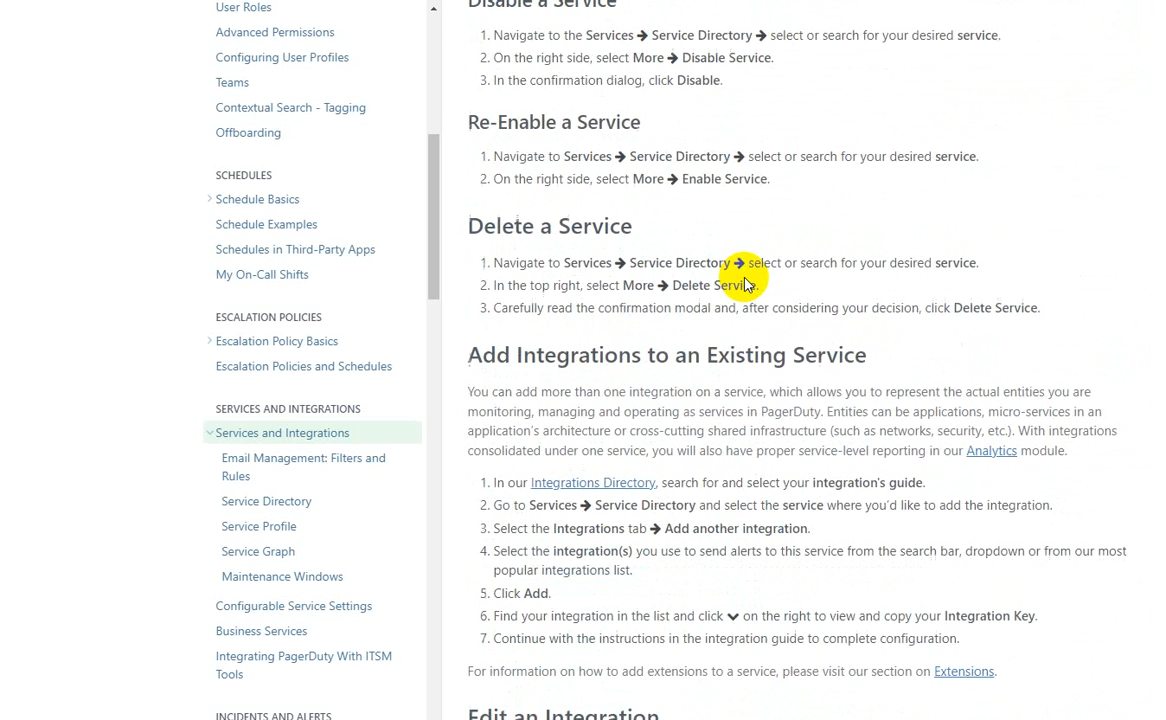 User Roles
Advanced Permissions
Configuring User Profiles
Teams
Contextual Search - Tagging
Offboarding
SCHEDULES
Schedule Basics
Schedule Examples
Schedules in Third-Party Apps
My On-Call Shifts
ESCALATION POLICIES
Escalation Policy Basics
Escalation Policies and Schedules
SERVICES AND INTEGRATIONS
Services and Integrations
Email Management: Filters and
Rules
Service Directory
Service Profile
Service Graph
Maintenance Windows
Configurable Service Settings
Business Services
Integrating PagerDuty With ITSM
Tools
INCIDENTS AND ALERTS
Disable a Service
1. Navigate to the Services → Service Directory → select or search for your desired service.
2. On the right side, select More → Disable Service.
3. In the confirmation dialog, click Disable.
Re-Enable a Service
1. Navigate to Services → Service Directory → select or search for your desired service.
2. On the right side, select More → Enable Service.
Delete a Service
1. Navigate to Services → Service Directory → select or search for your desired service.
2. In the top right, select More → Delete Service.
3. Carefully read the confirmation modal and, after considering your decision, click Delete Service.
Add Integrations to an Existing Service
You can add more than one integration on a service, which allows you to represent the actual entities you are
monitoring, managing and operating as services in PagerDuty. Entities can be applications, micro-services in an
application's architecture or cross-cutting shared infrastructure (such as networks, security, etc.). With integrations
consolidated under one service, you will also have proper service-level reporting in our Analytics module.
1. In our Integrations Directory, search for and select your integration's guide.
2. Go to Services → Service Directory and select the service where you'd like to add the integration.
3. Select the Integrations tab → Add another integration.
4. Select the integration(s) you use to send alerts to this service from the search bar, dropdown or from our most
popular integrations list.
5. Click Add.
6. Find your integration in the list and click on the right to view and copy your Integration Key.
7. Continue with the instructions in the integration guide to complete configuration.
For information on how to add extensions to a service, please visit our section on Extensions.
Edit an Integration